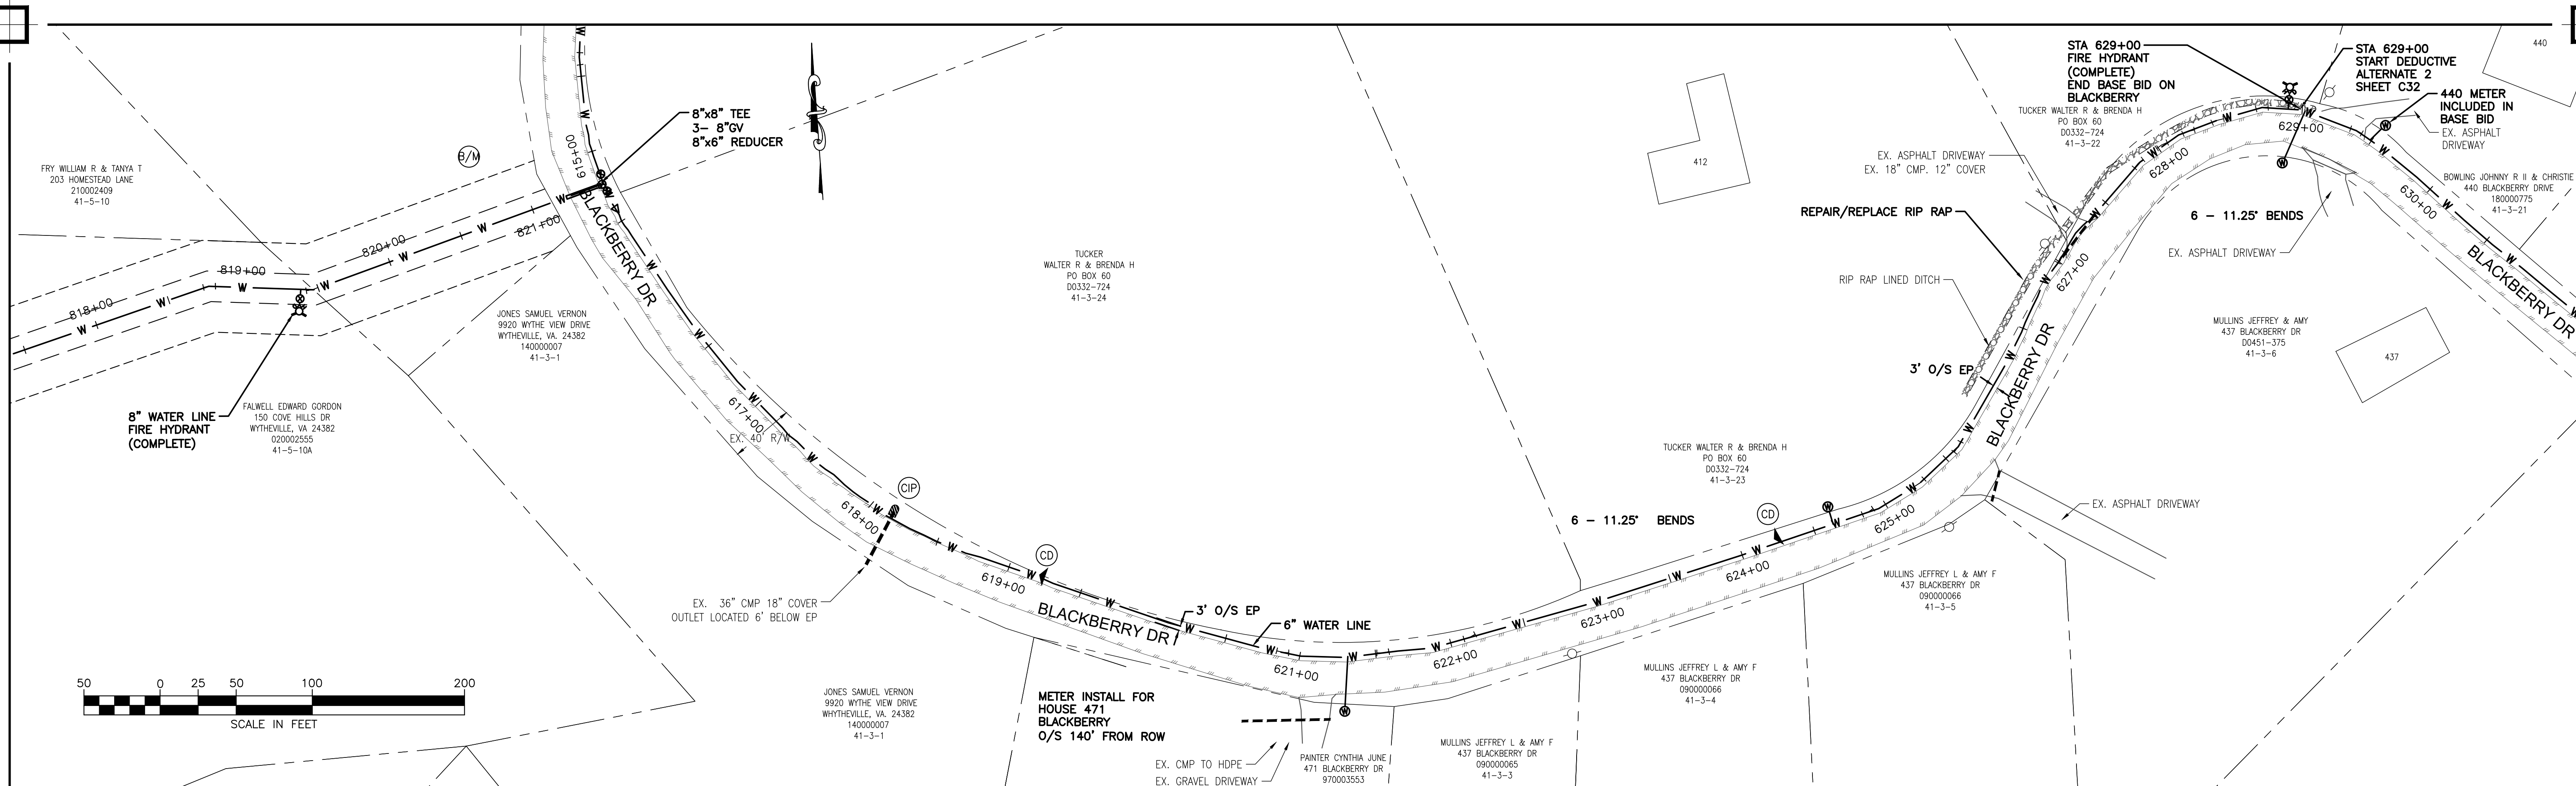 FRY WILLIAM R & TANYA T
203 HOMESTEAD LANE
210002409
41-5-10
B/M
818+00
819+00
820+00
821+00
615+00
8"x8" TEE
3- 8"GV
8"x6" REDUCER
BLACKBERRY DR
8" WATER LINE
FIRE HYDRANT
(COMPLETE)
FALWELL EDWARD GORDON
150 COVE HILLS DR
WYTHEVILLE, VA 24382
020002555
41-5-10A
JONES SAMUEL VERNON
9920 WYTHE VIEW DRIVE
WYTHEVILLE, VA. 24382
140000007
41-3-1
TUCKER
WALTER R & BRENDA H
PO BOX 60
D0332-724
41-3-24
617+00
EX. 40' R/W
618+00
CIP
EX. 36" CMP 18" COVER
OUTLET LOCATED 6' BELOW EP
CD
619+00
BLACKBERRY DR
3' O/S EP
6" WATER LINE
621+00
622+00
623+00
624+00
625+00
50 0 25 50 100 200
SCALE IN FEET
JONES SAMUEL VERNON
9920 WYTHE VIEW DRIVE
WHYTHEVILLE, VA. 24382
140000007
41-3-1
METER INSTALL FOR
HOUSE 471
BLACKBERRY
O/S 140' FROM ROW
EX. CMP TO HDPE
EX. GRAVEL DRIVEWAY
PAINTER CYNTHIA JUNE
471 BLACKBERRY DR
970003553
MULLINS JEFFREY L & AMY F
437 BLACKBERRY DR
090000065
41-3-3
MULLINS JEFFREY L & AMY F
437 BLACKBERRY DR
090000066
41-3-4
MULLINS JEFFREY L & AMY F
437 BLACKBERRY DR
090000066
41-3-5
TUCKER WALTER R & BRENDA H
PO BOX 60
D0332-724
41-3-23
6 - 11.25° BENDS
CD
412
STA 629+00
FIRE HYDRANT
(COMPLETE)
END BASE BID ON
BLACKBERRY
TUCKER WALTER R & BRENDA H
PO BOX 60
D0332-724
41-3-22
EX. ASPHALT DRIVEWAY
EX. 18" CMP. 12" COVER
REPAIR/REPLACE RIP RAP
RIP RAP LINED DITCH
3' O/S EP
BLACKBERRY DR
627+00
628+00
629+00
630+00
STA 629+00
START DEDUCTIVE
ALTERNATE 2
SHEET C32
440
440 METER
INCLUDED IN
BASE BID
EX. ASPHALT
DRIVEWAY
BOWLING JOHNNY R II & CHRISTIE
440 BLACKBERRY DRIVE
180000775
41-3-21
6 - 11.25° BENDS
EX. ASPHALT DRIVEWAY
BLACKBERRY DR
MULLINS JEFFREY & AMY
437 BLACKBERRY DR
D0451-375
41-3-6
437
EX. ASPHALT DRIVEWAY